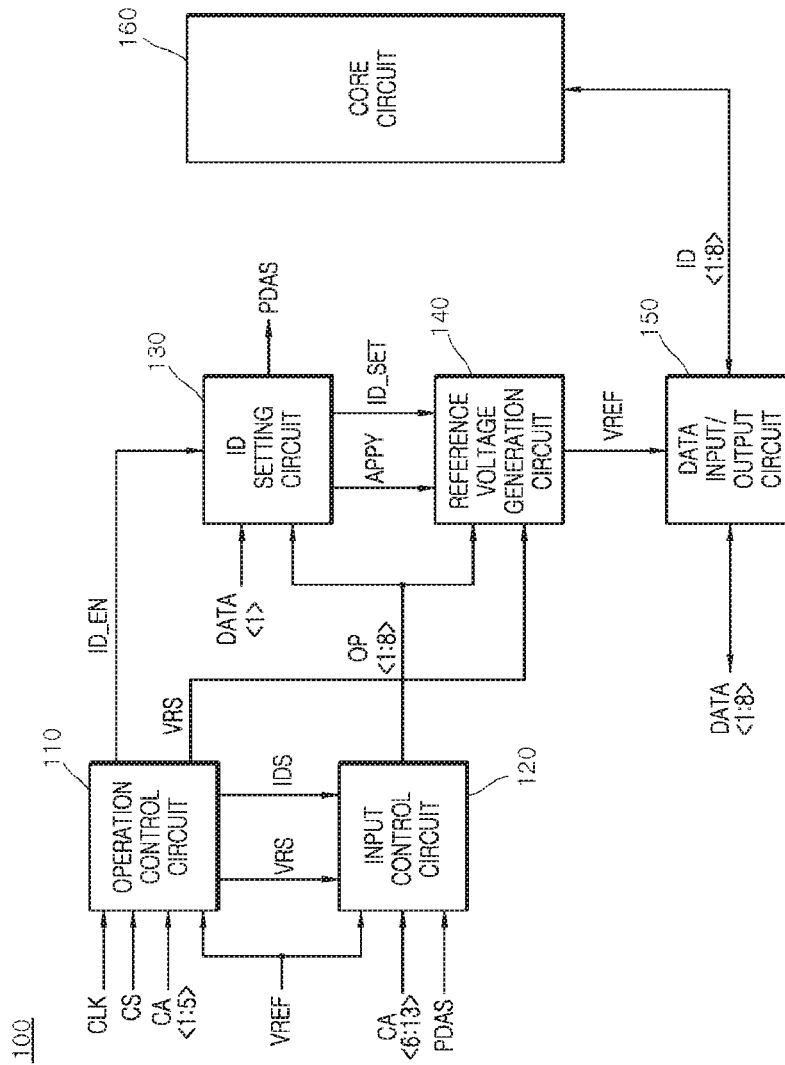 100
CLK
CS
CA
<1:5>
VREF
CA
<6:13>
PDAS
110
OPERATION
CONTROL
CIRCUIT
VRS
IDS
INPUT
CONTROL
CIRCUIT
120
ID_EN
VRS
OP
<1:8>
DATA
<1>
130
ID
SETTING
CIRCUIT
PDAS
APPY
ID_SET
140
REFERENCE
VOLTAGE
GENERATION
CIRCUIT
VREF
DATA
<1:8>
150
DATA
INPUT/
OUTPUT
CIRCUIT
ID
<1:8>
160
CORE
CIRCUIT